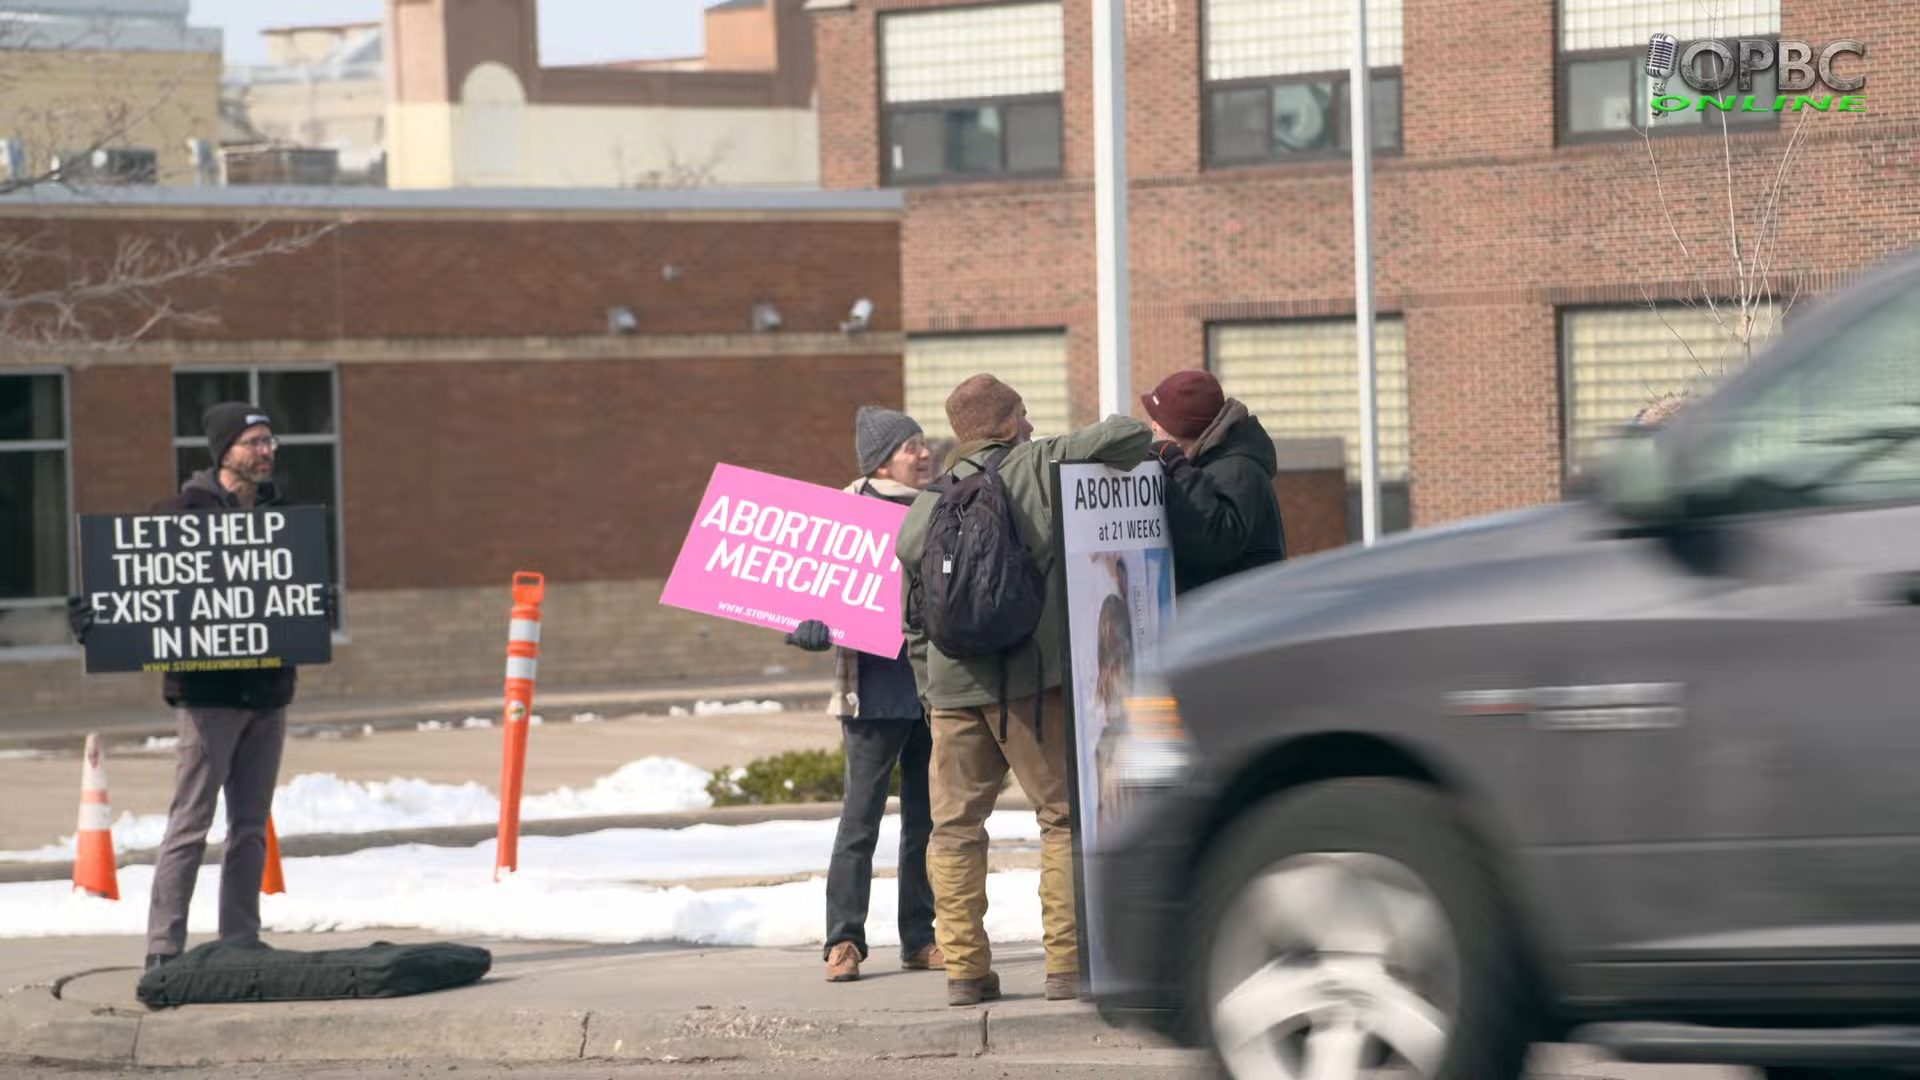 OPBC
ONLINE
LET'S HELP
THOSE WHO
EXIST AND ARE
IN NEED
WWW.STOPHAVINGKIDS.ORG
ABORTION
MERCIFUL
ABORTION
at 21 WEEKS